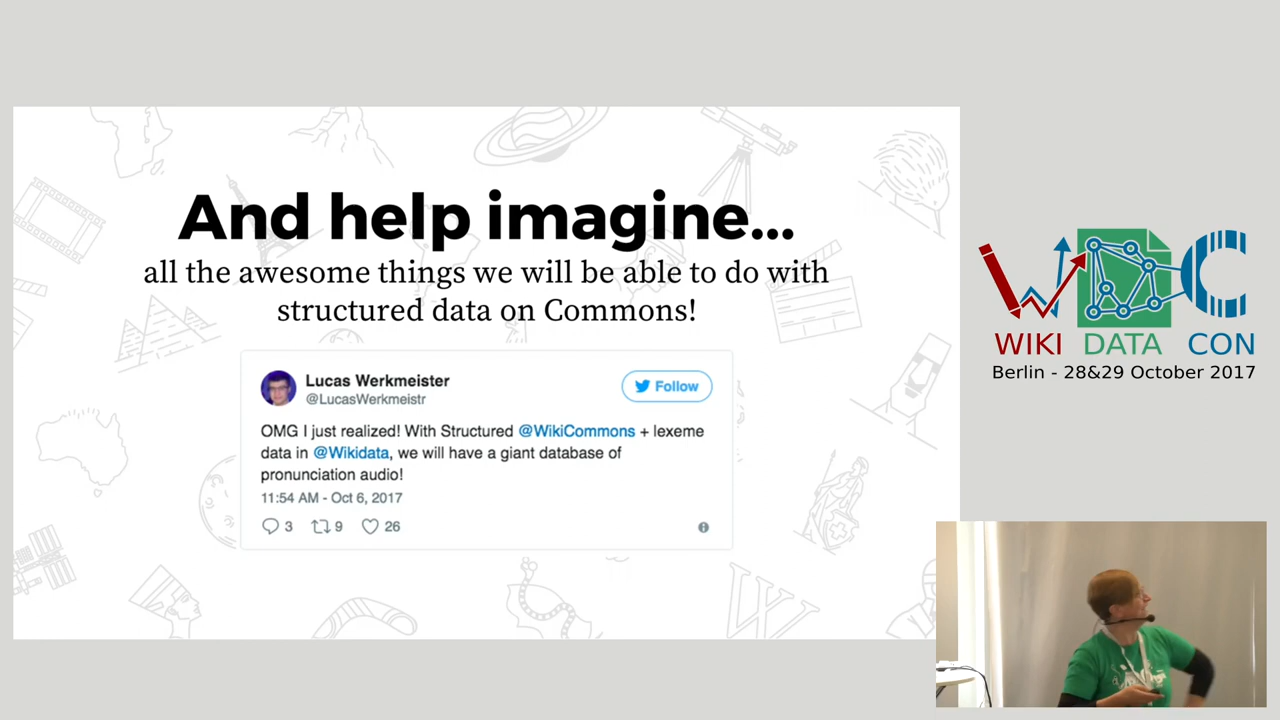 And help imagine...
all the awesome things we will be able to do with
structured data on Commons!
Lucas Werkmeister
@LucasWerkmeistr
Follow
OMG I just realized! With Structured @WikiCommons + lexeme
data in @Wikidata, we will have a giant database of
pronunciation audio!
11:54 AM - Oct 6, 2017
3 9 26
WIKI DATA CON
Berlin - 28&29 October 2017